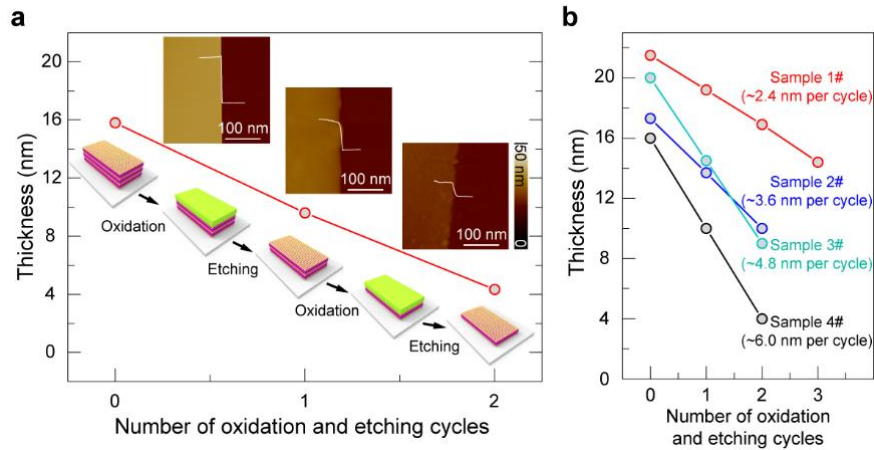 a
Thickness (nm)
20
16
12
8
4
0
100 nm
100 nm
100 nm
50 nm
0
Oxidation
Etching
Oxidation
Etching
0
1
2
Number of oxidation and etching cycles
b
Thickness (nm)
20
16
12
8
4
0
Sample 1#
(~2.4 nm per cycle)
Sample 2#
(~3.6 nm per cycle)
Sample 3#
(~4.8 nm per cycle)
Sample 4#
(~6.0 nm per cycle)
0
1
2
3
Number of oxidation
and etching cycles